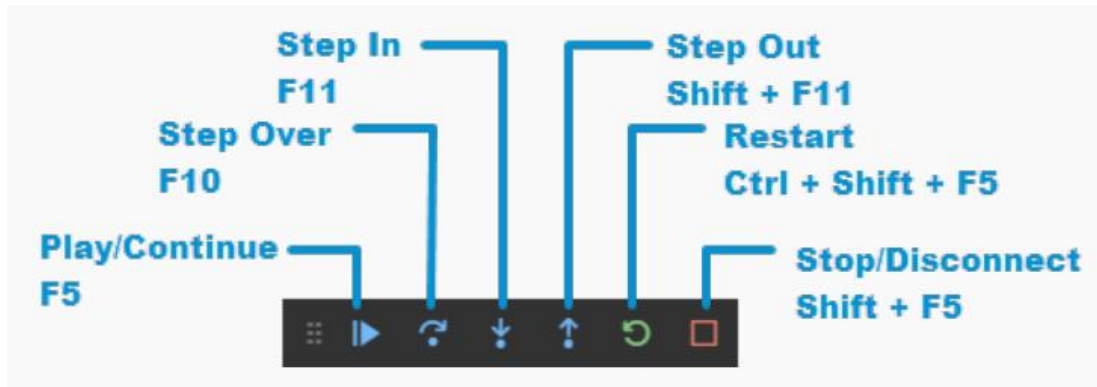 Step In
F11
Step Out
Shift + F11
Step Over
F10
Restart
Ctrl + Shift + F5
Play/Continue
F5
Stop/Disconnect
Shift + F5